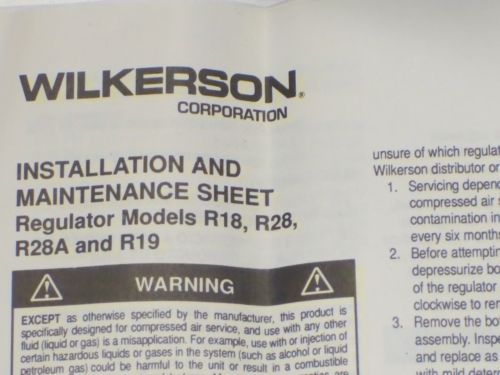 WILKERSON®
CORPORATION
INSTALLATION AND
MAINTENANCE SHEET
Regulator Models R18, R28,
R28A and R19
WARNING
EXCEPT as otherwise specified by the manufacturer, this product is
specifically designed for compressed air service, and use with any other
fluid (liquid or gas) is a misapplication. For example, use with or injection of
certain hazardous liquids or gases in the system (such as alcohol or liquid
petroleum gas) could be harmful to the unit or result in a combustible
unsure of which regulat
Wilkerson distributor or
1. Servicing depend
compressed air s
contamination in
every six months
2. Before attemptin
depressurize bo
of the regulator
clockwise to re
3. Remove the bo
assembly. Inspe
and replace as
with mild deter